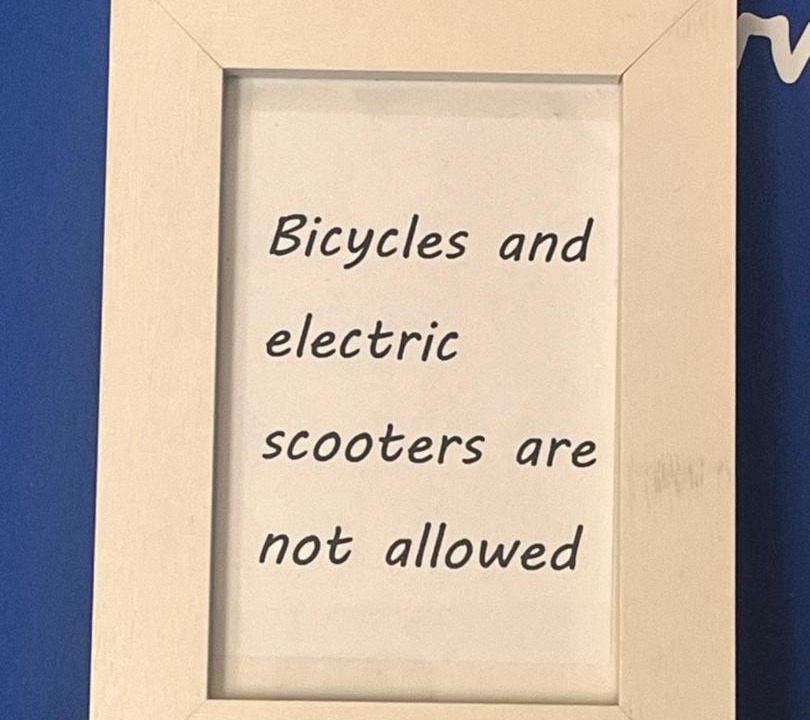 Bicycles and
electric
scooters are
not allowed